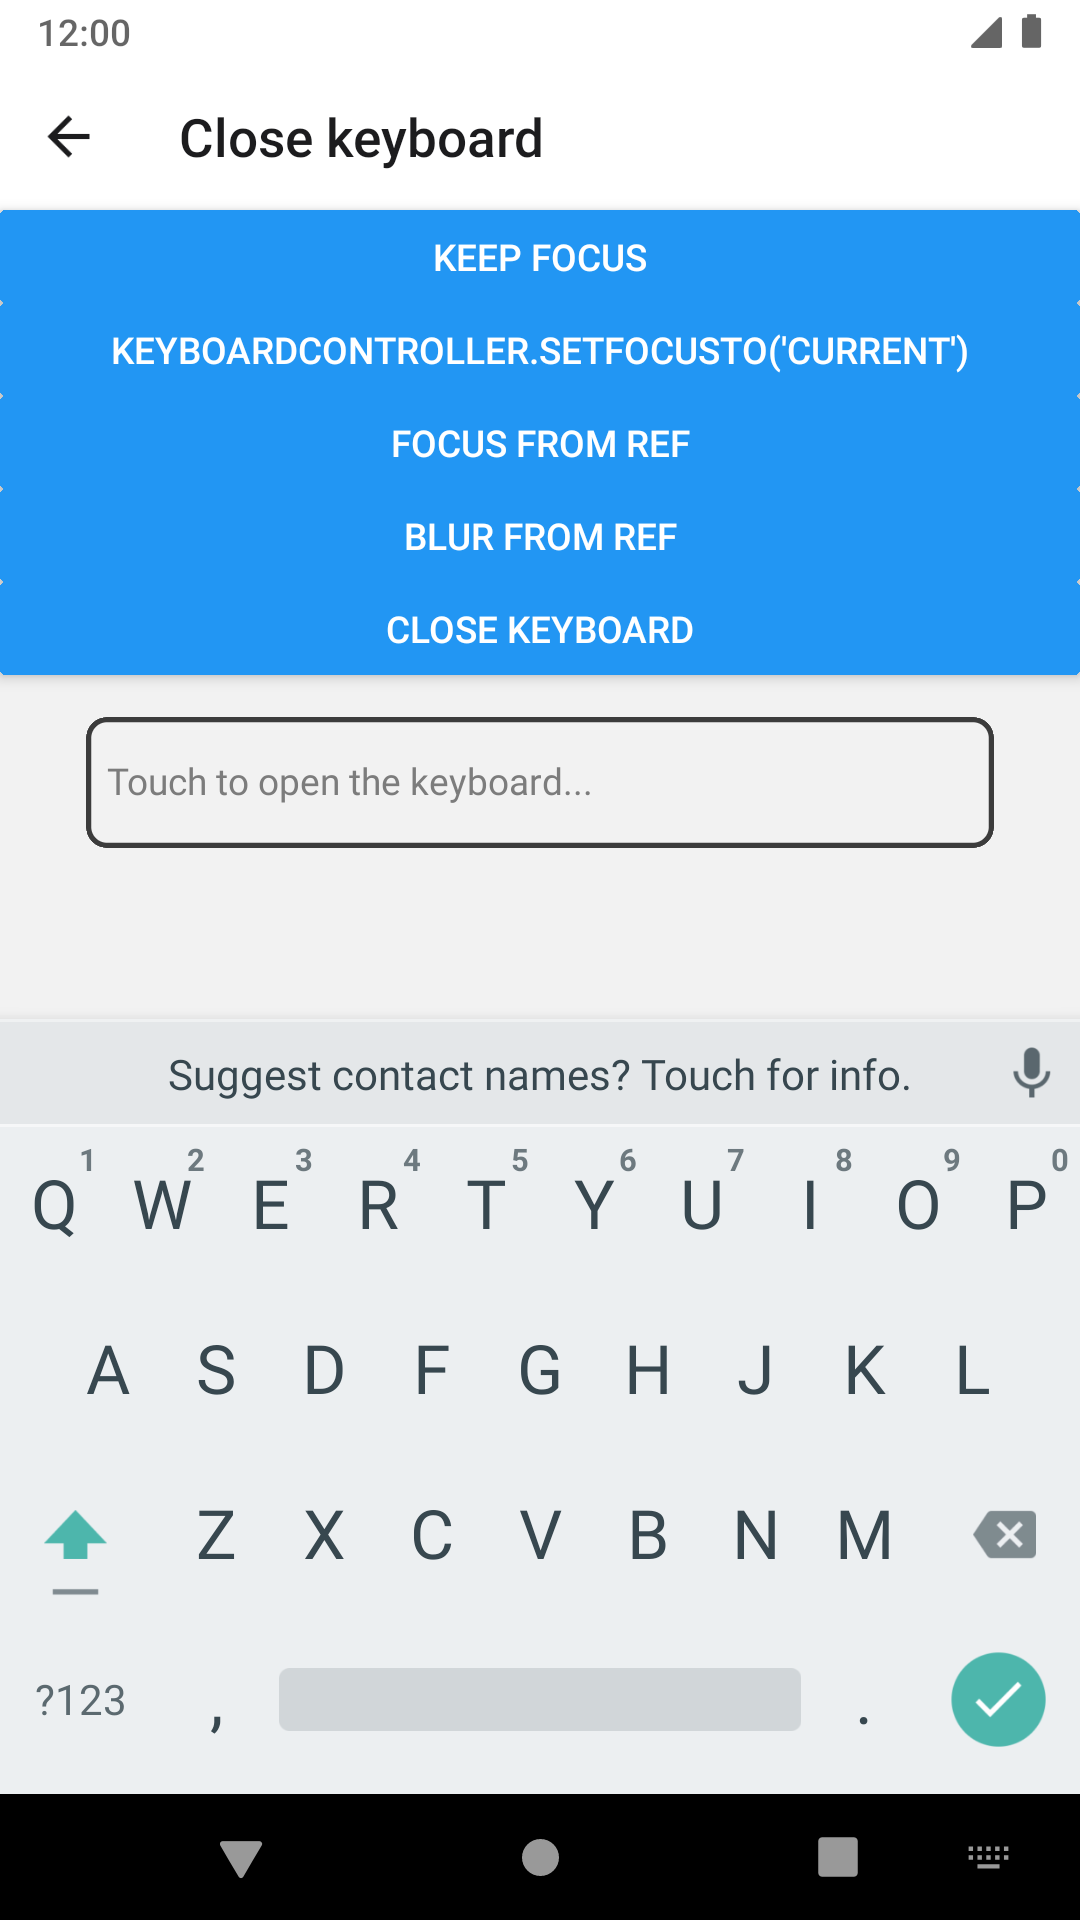 12:00
Close keyboard
KEEP FOCUS
KEYBOARDCONTROLLER.SETFOCUSTO('CURRENT')
FOCUS FROM REF
BLUR FROM REF
CLOSE KEYBOARD
Touch to open the keyboard...
Suggest contact names? Touch for info.
1 2 3 4 5 6 7 8 9 0
Q W E R T Y U I O P
A S D F G H J K L
Z X C V B N M
?123 , .